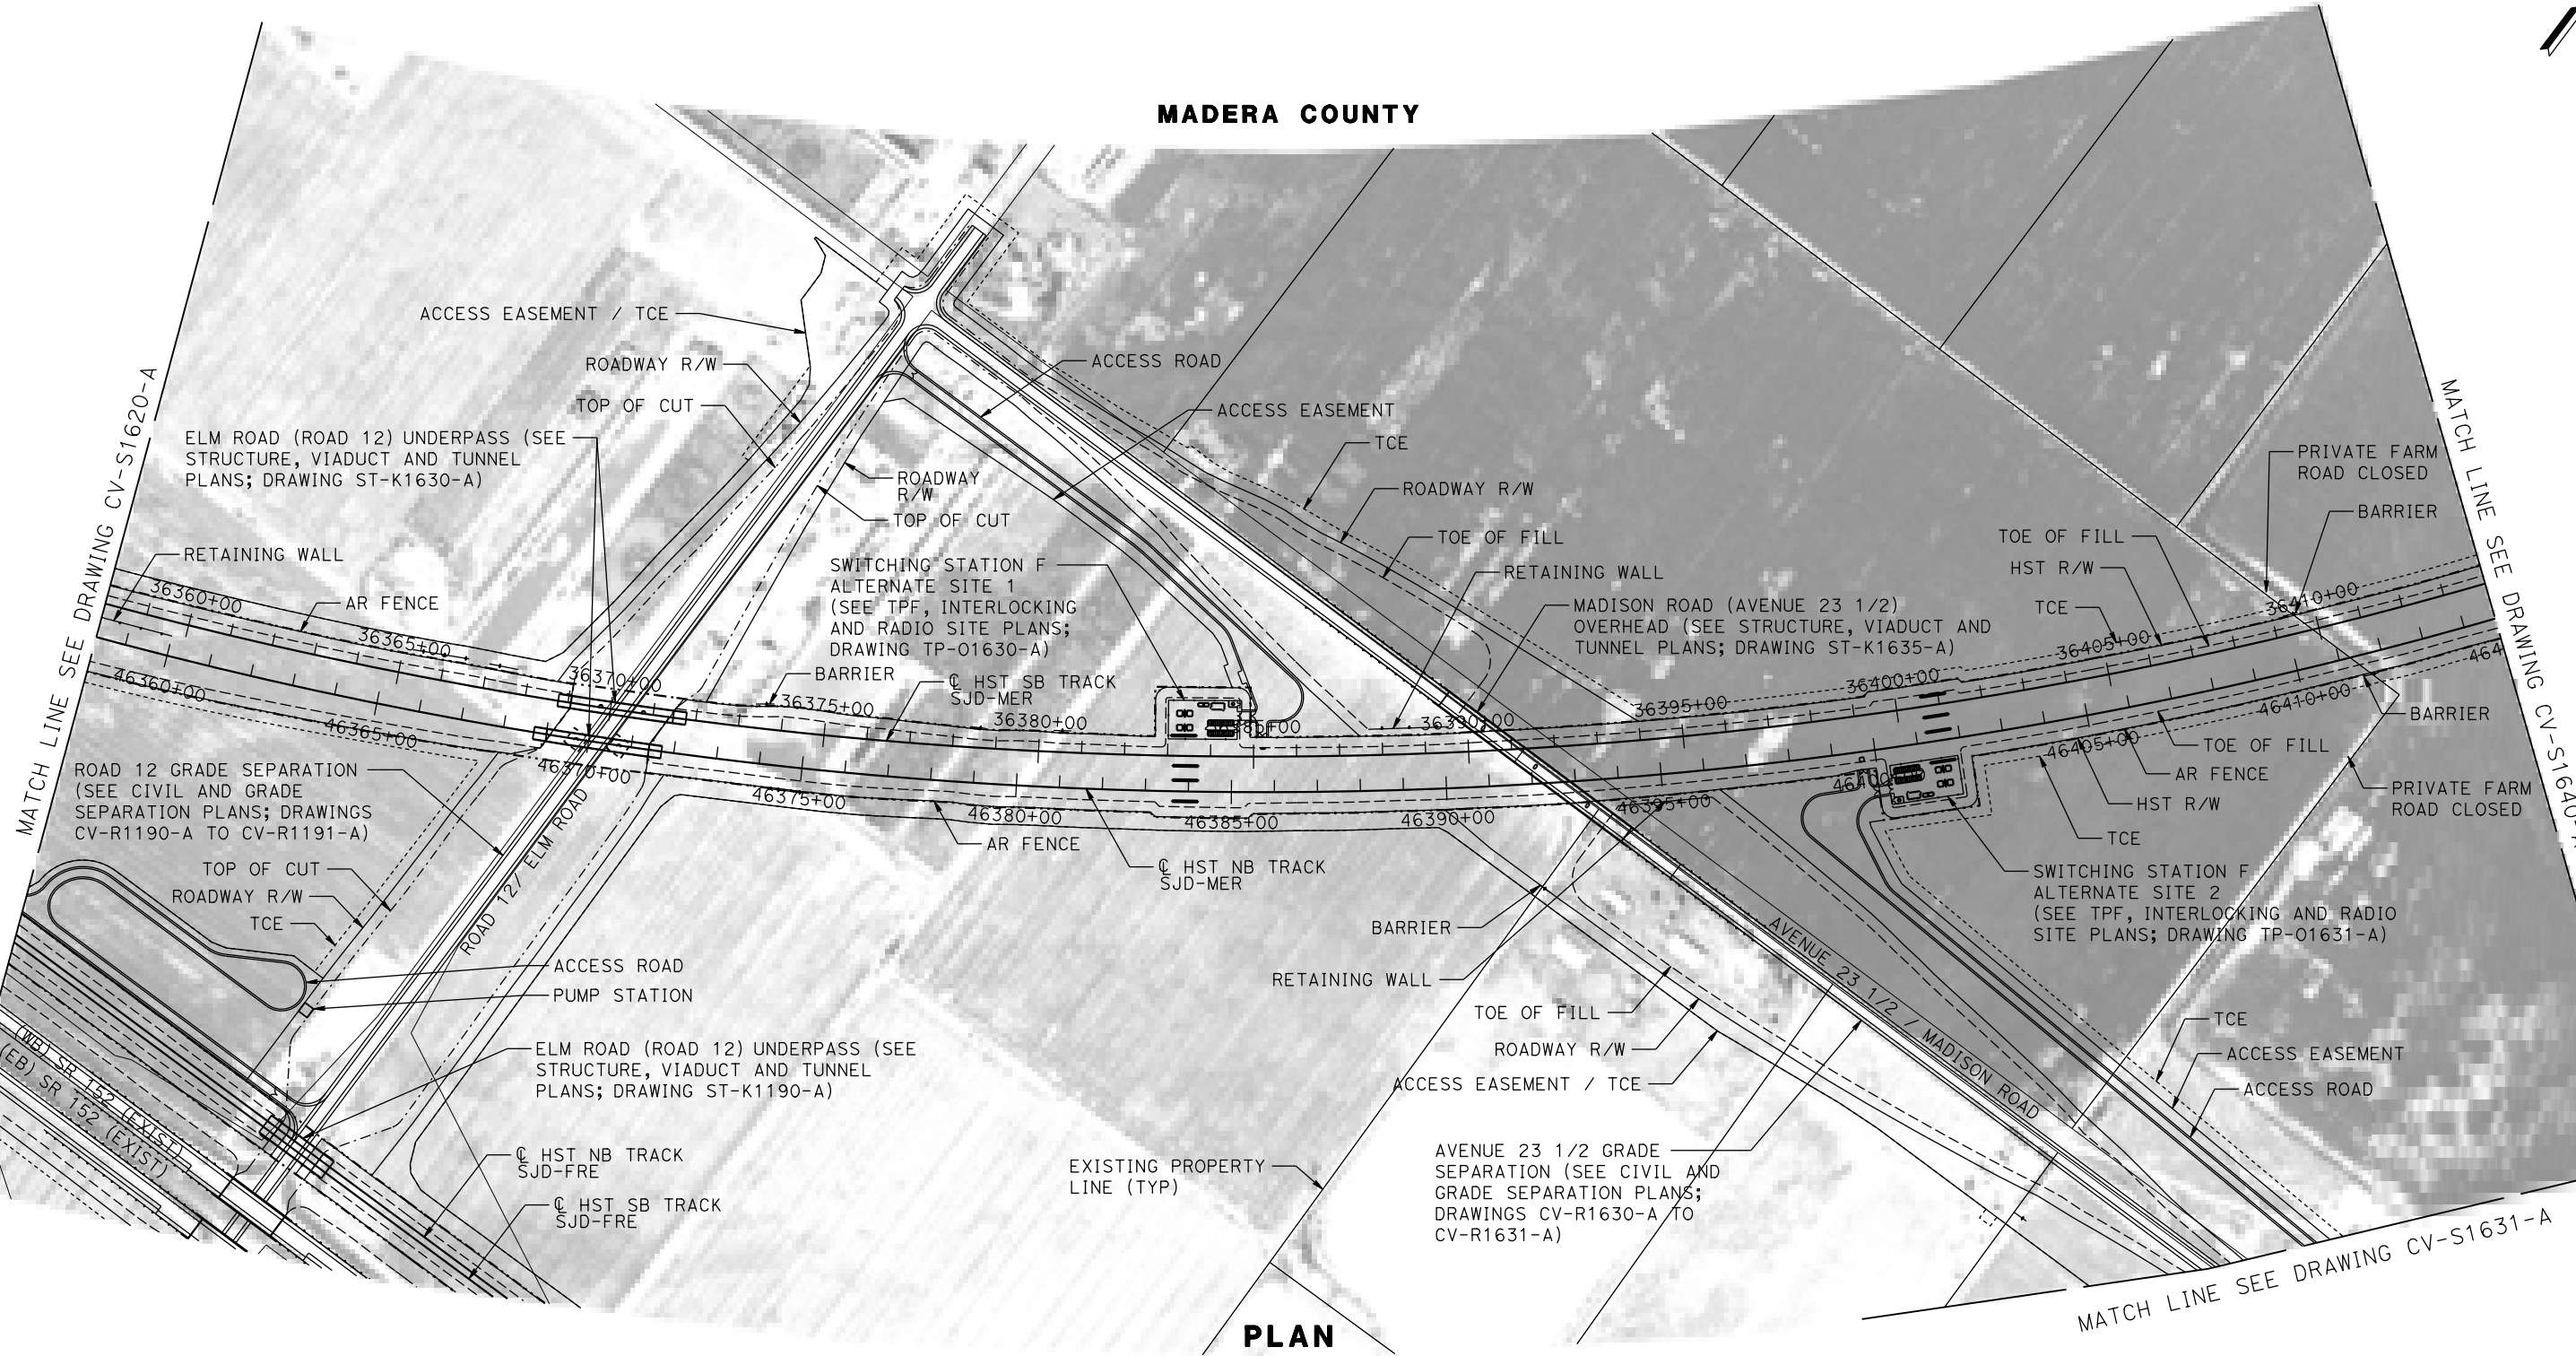 MADERA COUNTY
MATCH LINE SEE DRAWING CV-S1620-A
ACCESS EASEMENT / TCE
ROADWAY R/W
TOP OF CUT
ELM ROAD (ROAD 12) UNDERPASS (SEE
STRUCTURE, VIADUCT AND TUNNEL
PLANS; DRAWING ST-K1630-A)
RETAINING WALL
AR FENCE
ACCESS ROAD
ACCESS EASEMENT
TCE
ROADWAY R/W
TOE OF FILL
RETAINING WALL
ROADWAY
R/W
TOP OF CUT
SWITCHING STATION F
ALTERNATE SITE 1
(SEE TPF, INTERLOCKING
AND RADIO SITE PLANS;
DRAWING TP-O1630-A)
BARRIER
℄ HST SB TRACK
SJD-MER
MADISON ROAD (AVENUE 23 1/2)
OVERHEAD (SEE STRUCTURE, VIADUCT AND
TUNNEL PLANS; DRAWING ST-K1635-A)
PRIVATE FARM
ROAD CLOSED
BARRIER
TOE OF FILL
HST R/W
TCE
MATCH LINE SEE DRAWING CV-S1640-A
36360+00
36365+00
36370+00
36375+00
36380+00
85+00
36390+00
36395+00
36400+00
36405+00
36410+00
46360+00
46365+00
46370+00
46375+00
46380+00
46385+00
46390+00
46395+00
46400
46405+00
46410+00
464
ROAD 12 GRADE SEPARATION
(SEE CIVIL AND GRADE
SEPARATION PLANS; DRAWINGS
CV-R1190-A TO CV-R1191-A)
TOP OF CUT
ROADWAY R/W
TCE
ROAD 12/ ELM ROAD
ACCESS ROAD
PUMP STATION
ELM ROAD (ROAD 12) UNDERPASS (SEE
STRUCTURE, VIADUCT AND TUNNEL
PLANS; DRAWING ST-K1190-A)
(WB) SR 152 (EXIST)
(EB) SR 152 (EXIST)
℄ HST NB TRACK
SJD-FRE
℄ HST SB TRACK
SJD-FRE
AR FENCE
℄ HST NB TRACK
SJD-MER
BARRIER
RETAINING WALL
TOE OF FILL
ROADWAY R/W
ACCESS EASEMENT / TCE
EXISTING PROPERTY
LINE (TYP)
AVENUE 23 1/2 GRADE
SEPARATION (SEE CIVIL AND
GRADE SEPARATION PLANS;
DRAWINGS CV-R1630-A TO
CV-R1631-A)
AVENUE 23 1/2 / MADISON ROAD
BARRIER
TOE OF FILL
AR FENCE
HST R/W
TCE
PRIVATE FARM
ROAD CLOSED
SWITCHING STATION F
ALTERNATE SITE 2
(SEE TPF, INTERLOCKING AND RADIO
SITE PLANS; DRAWING TP-O1631-A)
TCE
ACCESS EASEMENT
ACCESS ROAD
MATCH LINE SEE DRAWING CV-S1631-A
PLAN